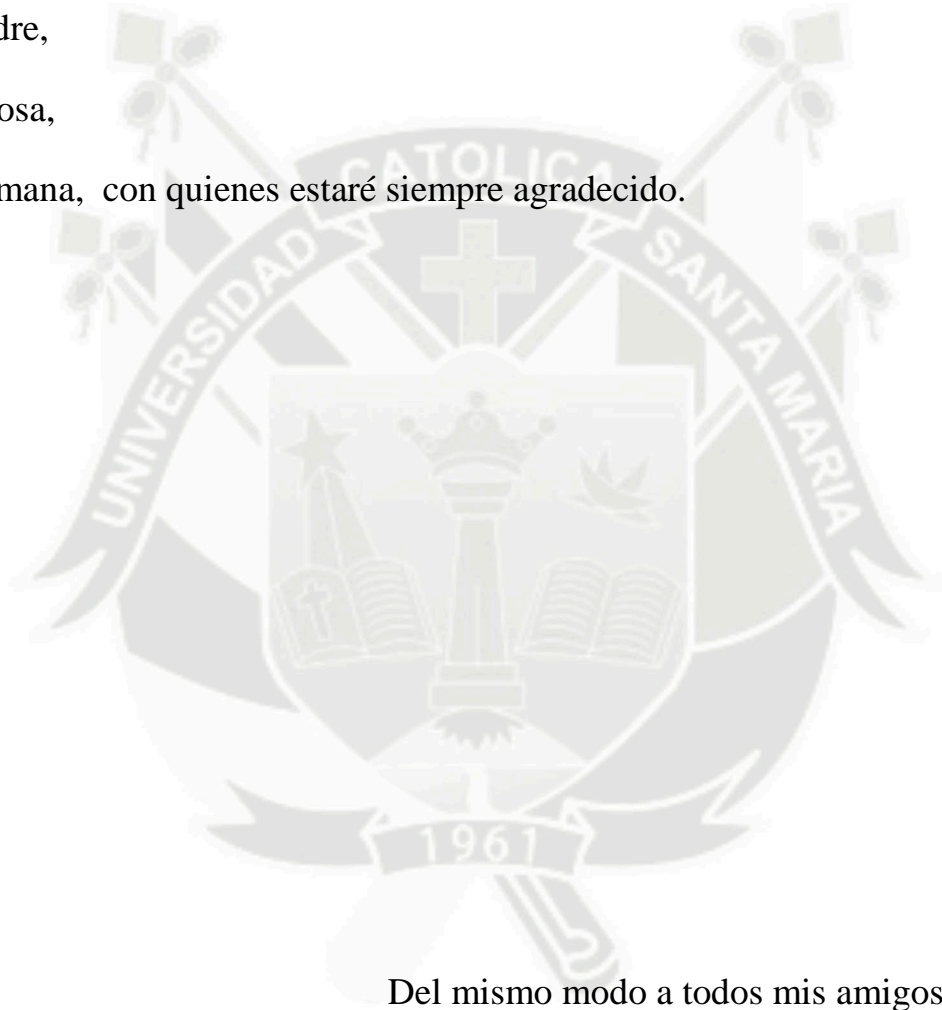 dre,
osa,
mana, con quienes estaré siempre agradecido.
CATOLICA
UNIVERSIDAD
SANTA MARIA
1961
Del mismo modo a todos mis amigos